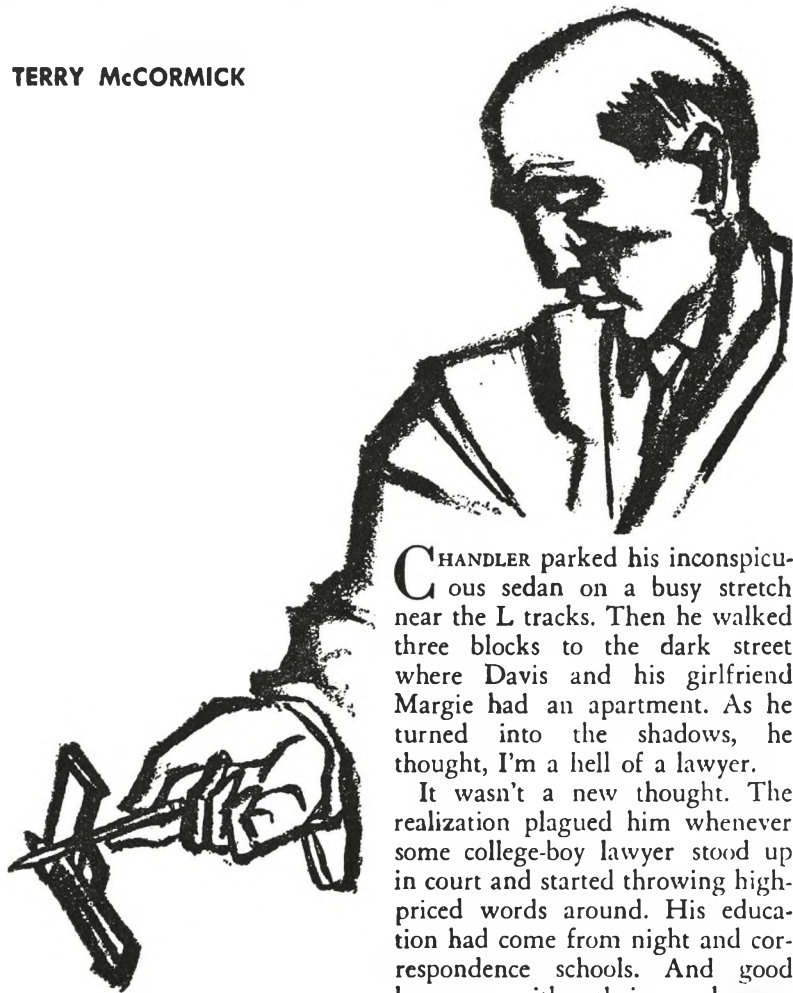 TERRY McCORMICK
CHANDLER parked his inconspicu-
ous sedan on a busy stretch
near the L tracks. Then he walked
three blocks to the dark street
where Davis and his girlfriend
Margie had an apartment. As he
turned into the shadows, he
thought, I'm a hell of a lawyer.
It wasn't a new thought. The
realization plagued him whenever
some college-boy lawyer stood up
in court and started throwing high-
priced words around. His educa-
tion had come from night and cor-
respondence schools. And good